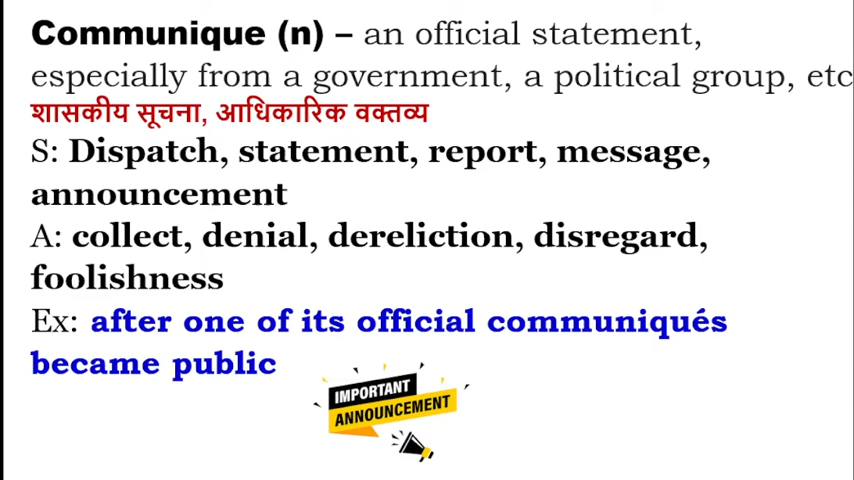 Communique (n) – an official statement,
especially from a government, a political group, etc
शासकीय सूचना, आधिकारिक वक्तव्य
S: Dispatch, statement, report, message,
announcement
A: collect, denial, dereliction, disregard,
foolishness
Ex: after one of its official communiqués
became public
IMPORTANT
ANNOUNCEMENT